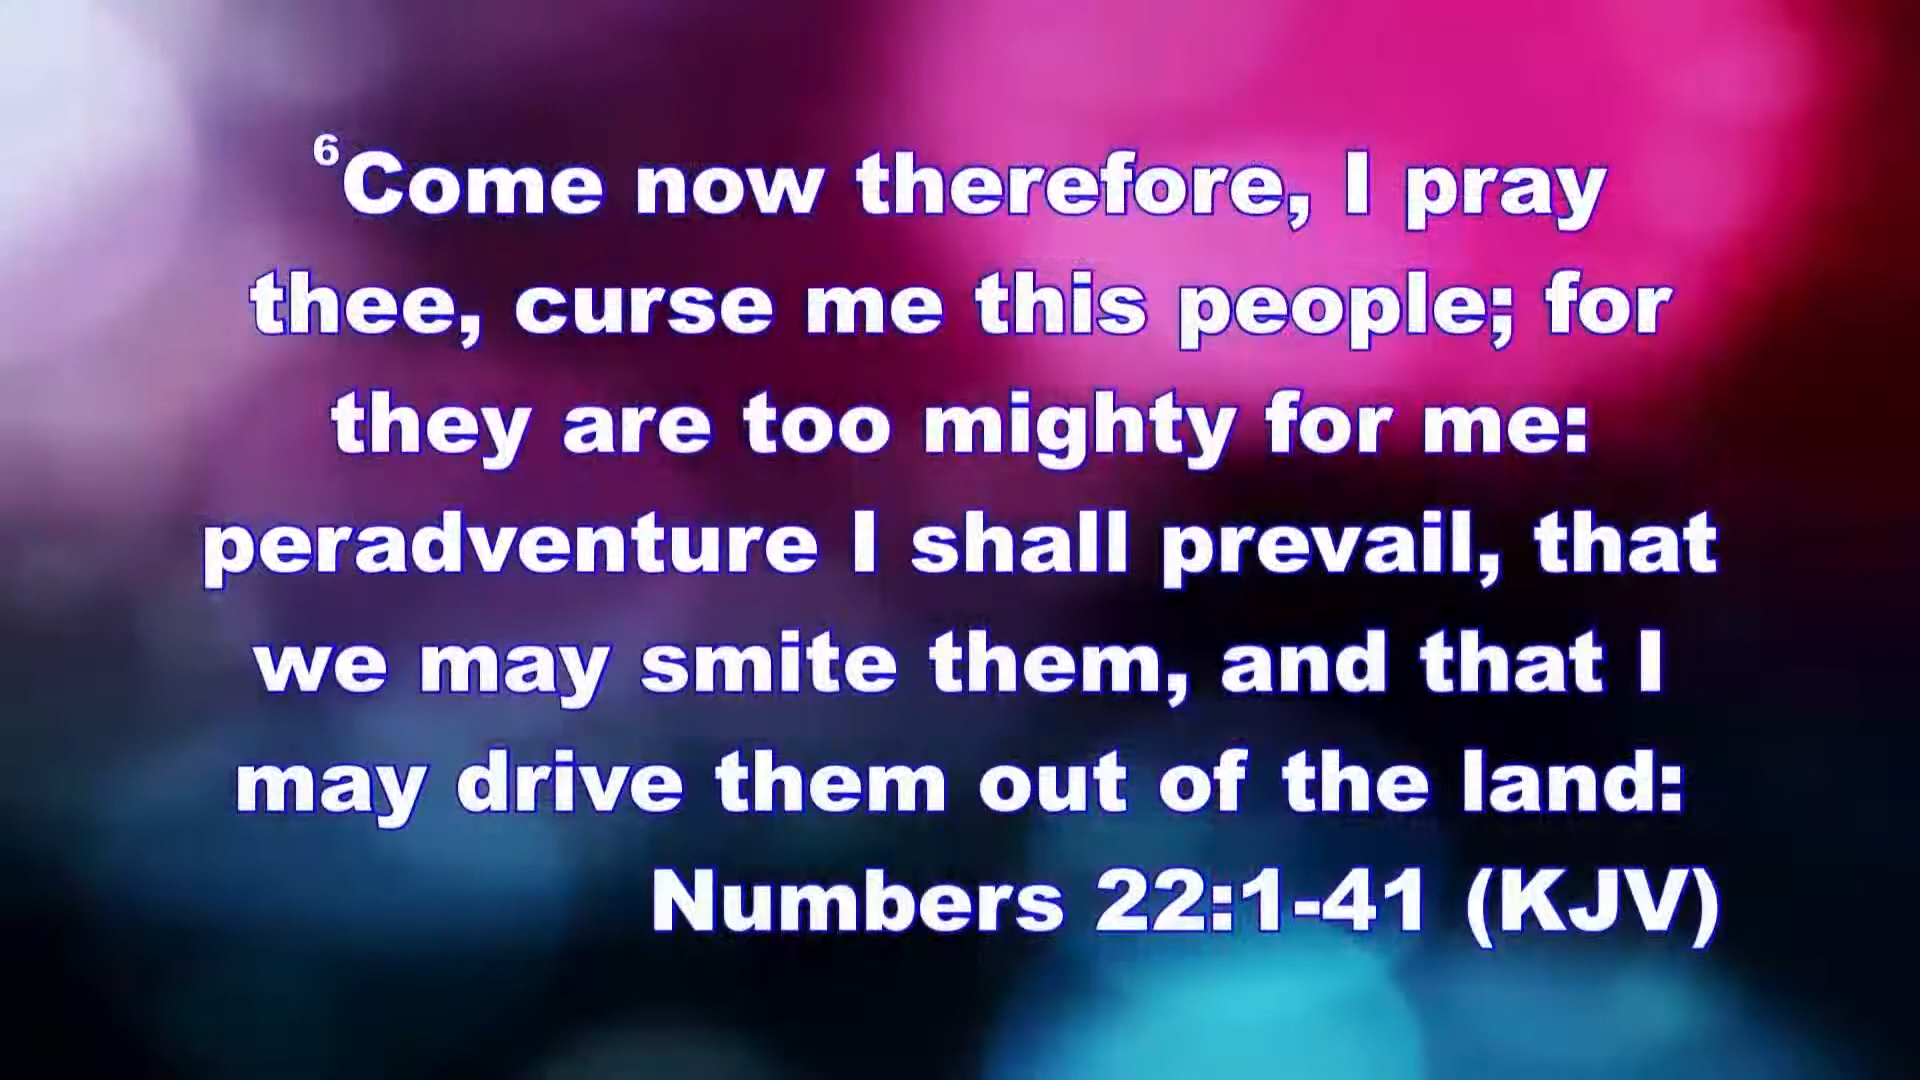 ⁶Come now therefore, I pray
thee, curse me this people; for
they are too mighty for me:
peradventure I shall prevail, that
we may smite them, and that I
may drive them out of the land:
Numbers 22:1-41 (KJV)